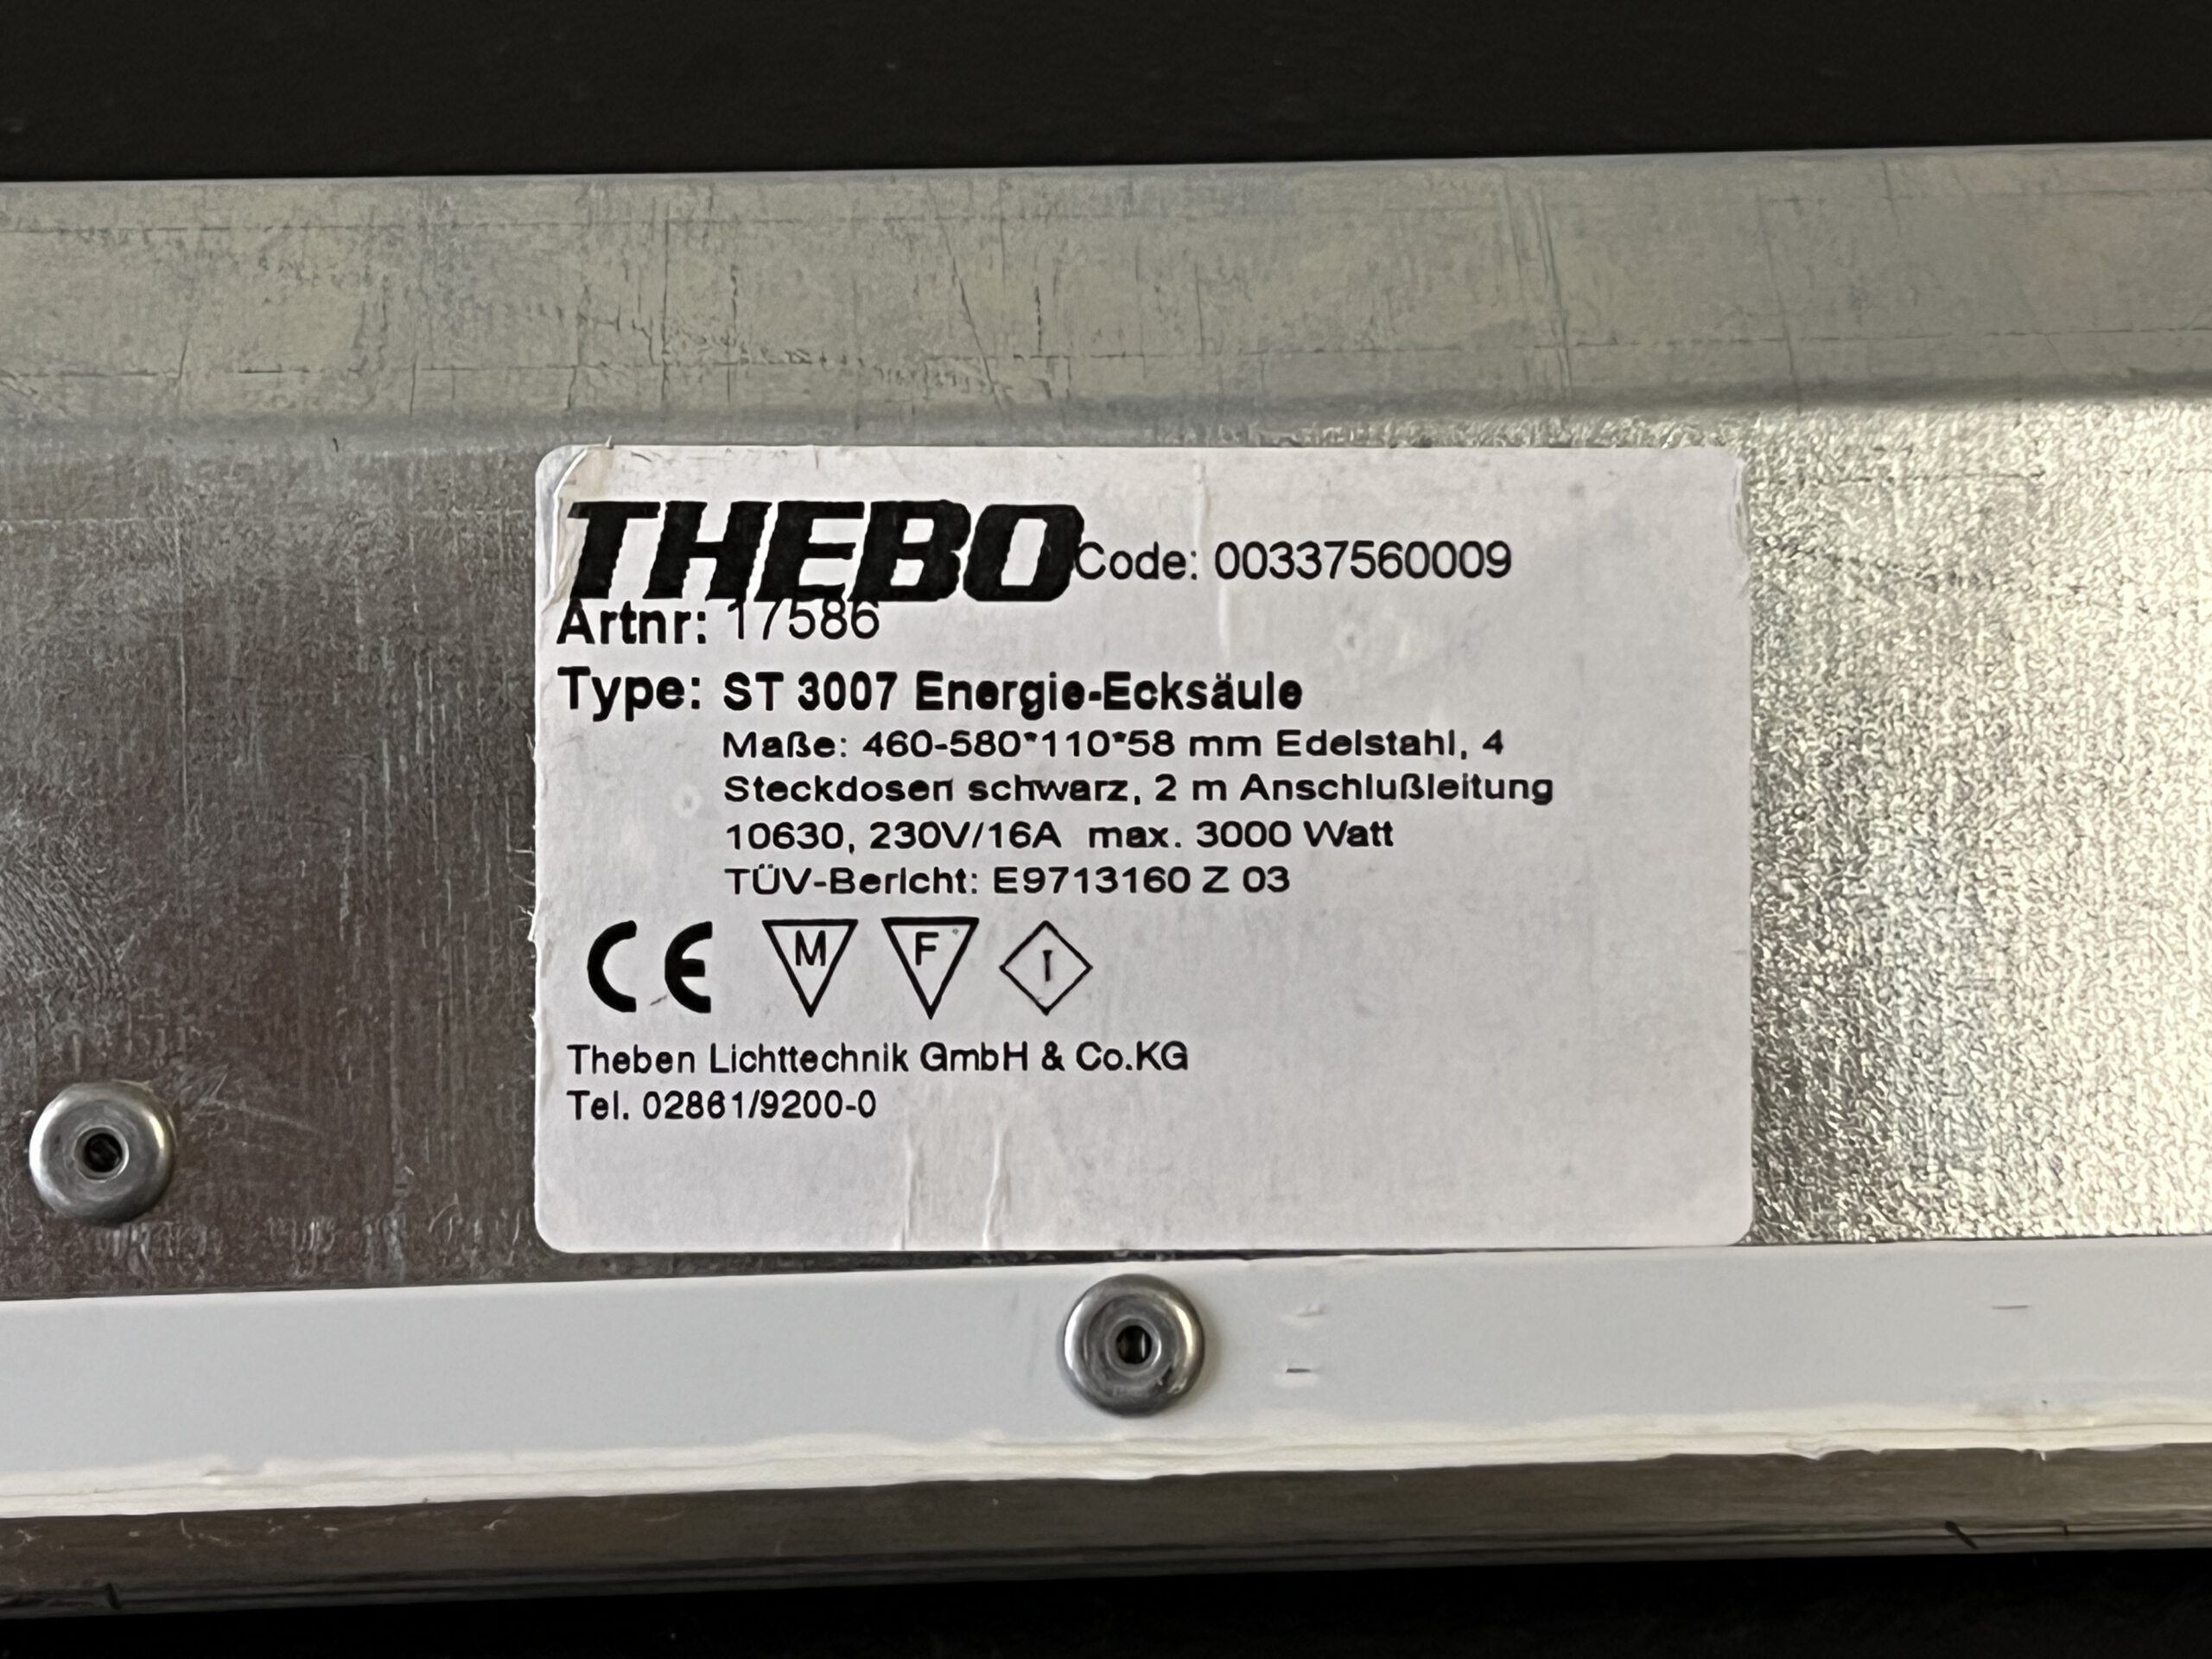 THEBO Code: 00337560009
Artnr: 17586
Type: ST 3007 Energie-Ecksäule
Maße: 460-580*110*58 mm Edelstahl, 4
Steckdosen schwarz, 2 m Anschlußleitung
10630, 230V/16A max. 3000 Watt
TÜV-Bericht: E9713160 Z 03
CE M F I
Theben Lichttechnik GmbH & Co.KG
Tel. 02861/9200-0